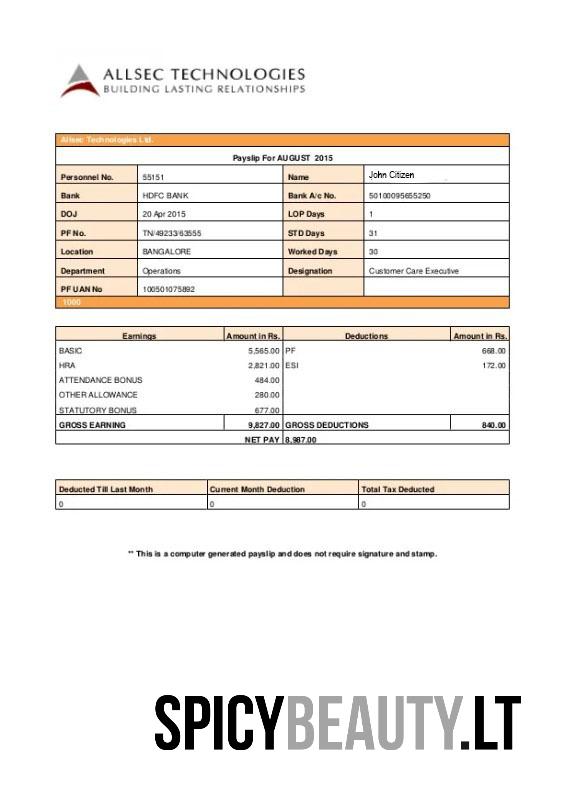 ALLSEC TECHNOLOGIES
BUILDING LASTING RELATIONSHIPS
Allsec Technologies Ltd.
Payslip For AUGUST 2015
Personnel No. 55151 Name John Citizen
Bank HDFC BANK Bank A/c No. 50100095655250
DOJ 20 Apr 2015 LOP Days 1
PF No. TN/49233/63555 STD Days 31
Location BANGALORE Worked Days 30
Department Operations Designation Customer Care Executive
PF UAN No 100501075892
1000
Earnings Amount in Rs. Deductions Amount in Rs.
BASIC 5,565.00 PF 668.00
HRA 2,821.00 ESI 172.00
ATTENDANCE BONUS 484.00
OTHER ALLOWANCE 280.00
STATUTORY BONUS 677.00
GROSS EARNING 9,827.00 GROSS DEDUCTIONS 840.00
NET PAY 8,987.00
Deducted Till Last Month Current Month Deduction Total Tax Deducted
0 0 0
** This is a computer generated payslip and does not require signature and stamp.
SPICYBEAUTY.LT